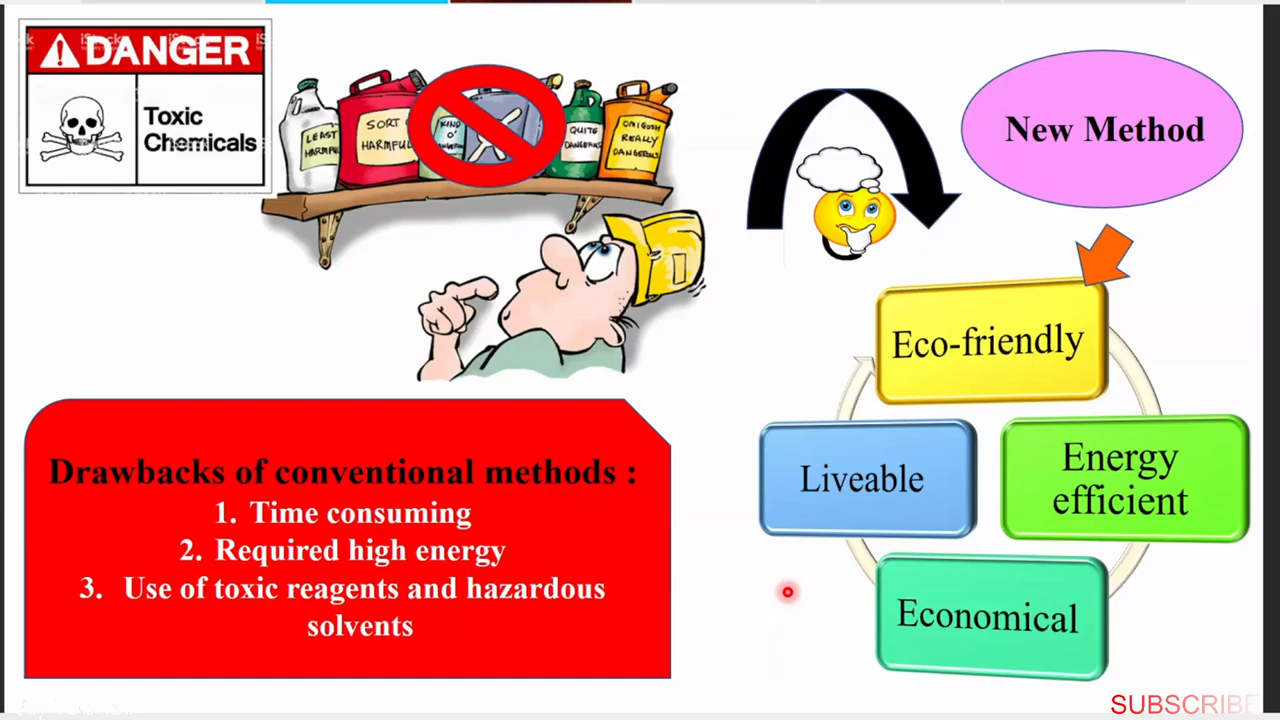 DANGER
Toxic
Chemicals
LEAST
HARMFUL
SORT
HARMFUL
KIND
O'
QUITE
DANGEROUS
OMIGOSH
REALLY
DANGEROUS
New Method
Eco-friendly
Liveable
Energy
efficient
Economical
Drawbacks of conventional methods :
1. Time consuming
2. Required high energy
3. Use of toxic reagents and hazardous
solvents
SUBSCRIBE